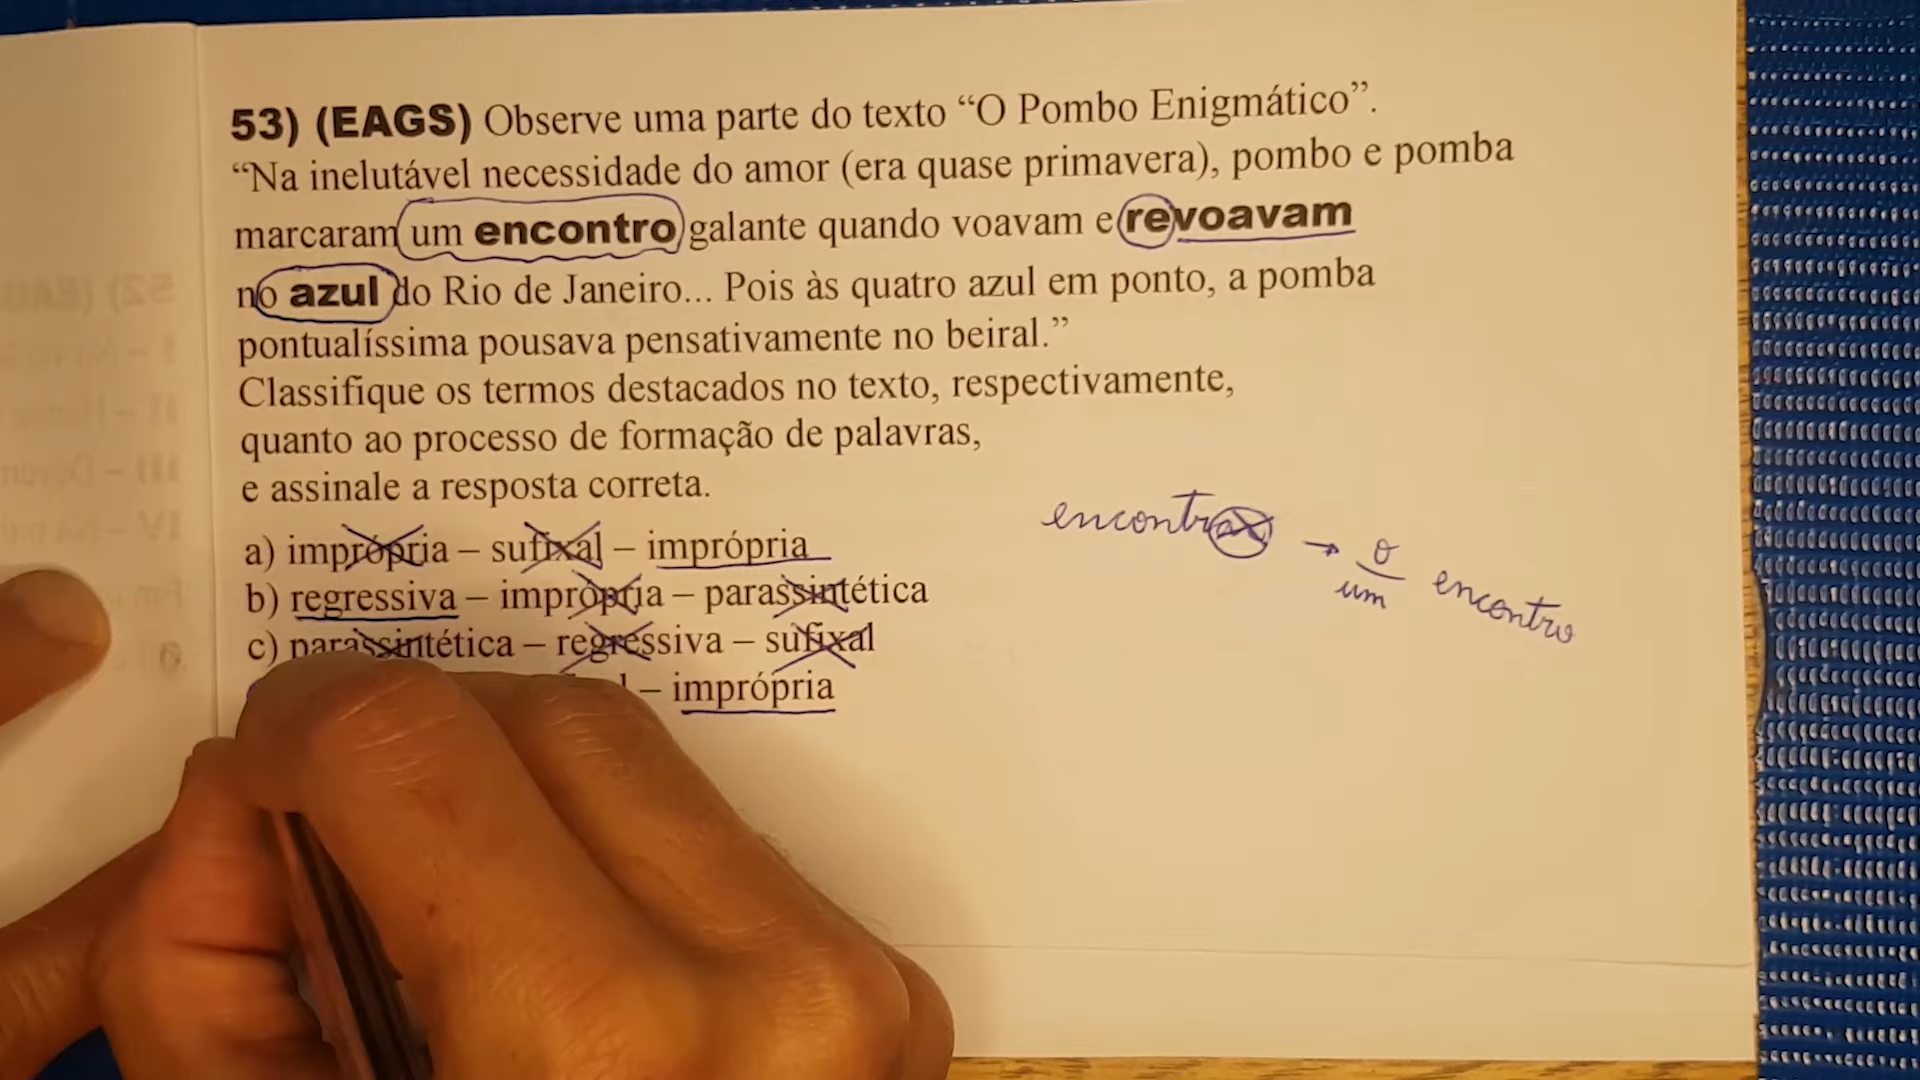 53) (EAGS) Observe uma parte do texto “O Pombo Enigmático”.
“Na inelutável necessidade do amor (era quase primavera), pombo e pomba
marcaram um encontro galante quando voavam e revoavam
no azul do Rio de Janeiro... Pois às quatro azul em ponto, a pomba
pontualíssima pousava pensativamente no beiral.”
Classifique os termos destacados no texto, respectivamente,
quanto ao processo de formação de palavras,
e assinale a resposta correta.
a) imprópria – sufixal – imprópria
b) regressiva – imprópria – parassintética
c) parassintética – regressiva – sufixal
– imprópria
encontrar → o
um encontro